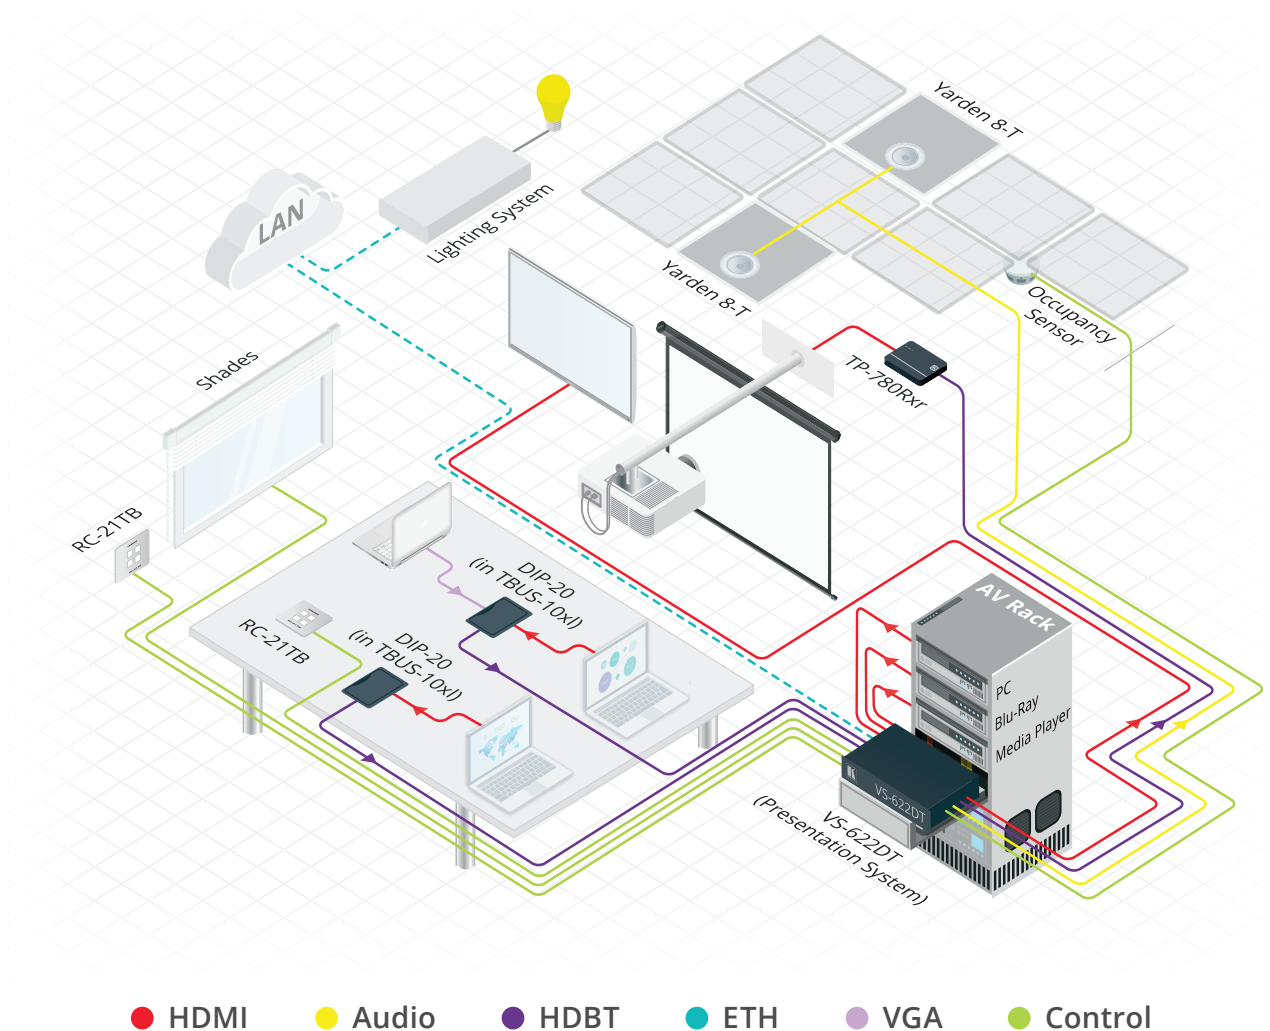 Yarden 8-T
LAN
Lighting System
Yarden 8-T
Occupancy
Sensor
Shades
TP-780Rxr
RC-21TB
DIP-20
(in TBUS-10xl)
RC-21TB
DIP-20
(in TBUS-10xl)
AV Rack
PC
Blu-Ray
Media Player
VS-622DT
VS-622DT
(Presentation System)
HDMI
Audio
HDBT
ETH
VGA
Control